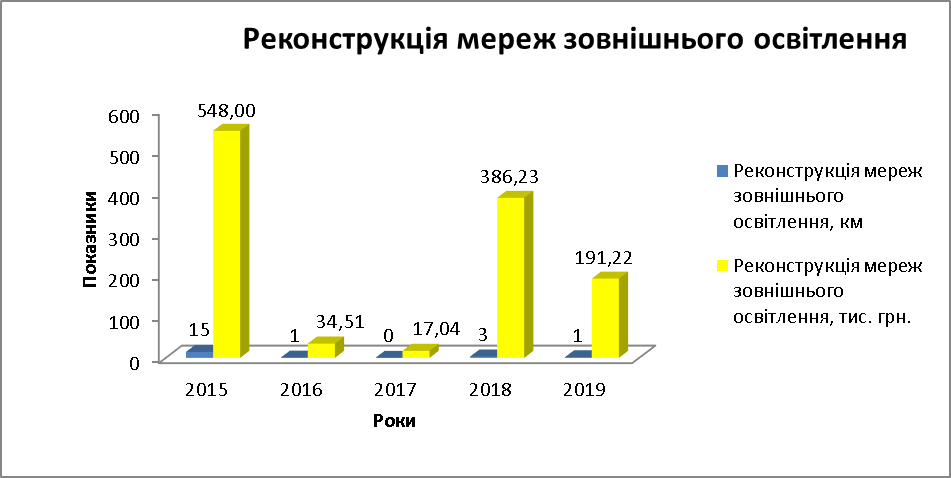 Реконструкція мереж зовнішнього освітлення
600
500
400
300
200
100
0
Показники
548,00
15
1
34,51
0
17,04
3
386,23
1
191,22
2015
2016
2017
2018
2019
Роки
Реконструкція мереж
зовнішнього
освітлення, км
Реконструкція мереж
зовнішнього
освітлення, тис. грн.